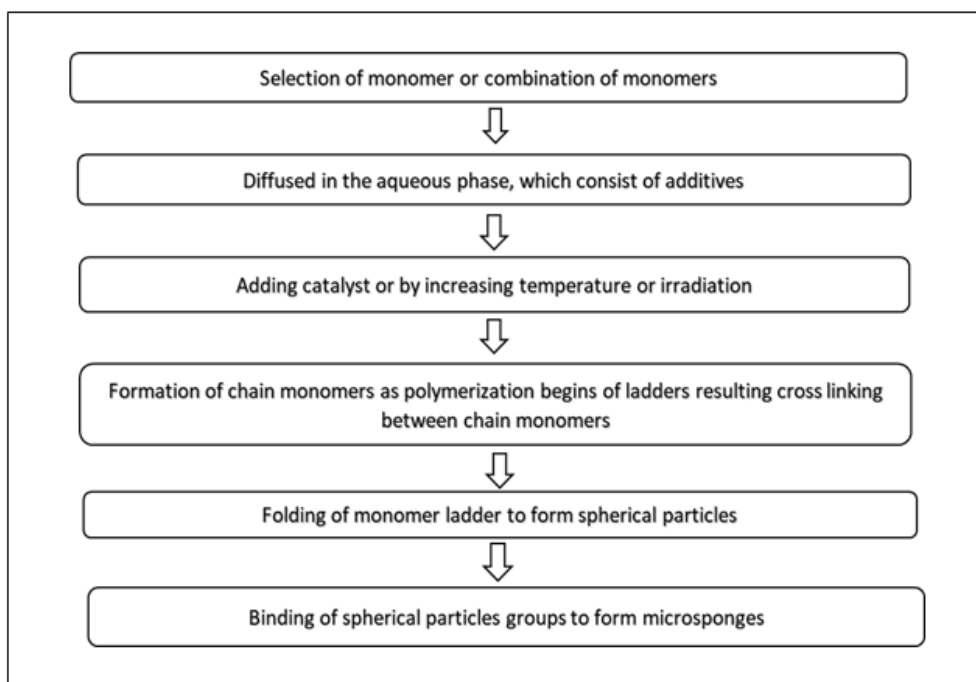 Selection of monomer or combination of monomers
Diffused in the aqueous phase, which consist of additives
Adding catalyst or by increasing temperature or irradiation
Formation of chain monomers as polymerization begins of ladders resulting cross linking
between chain monomers
Folding of monomer ladder to form spherical particles
Binding of spherical particles groups to form microsponges